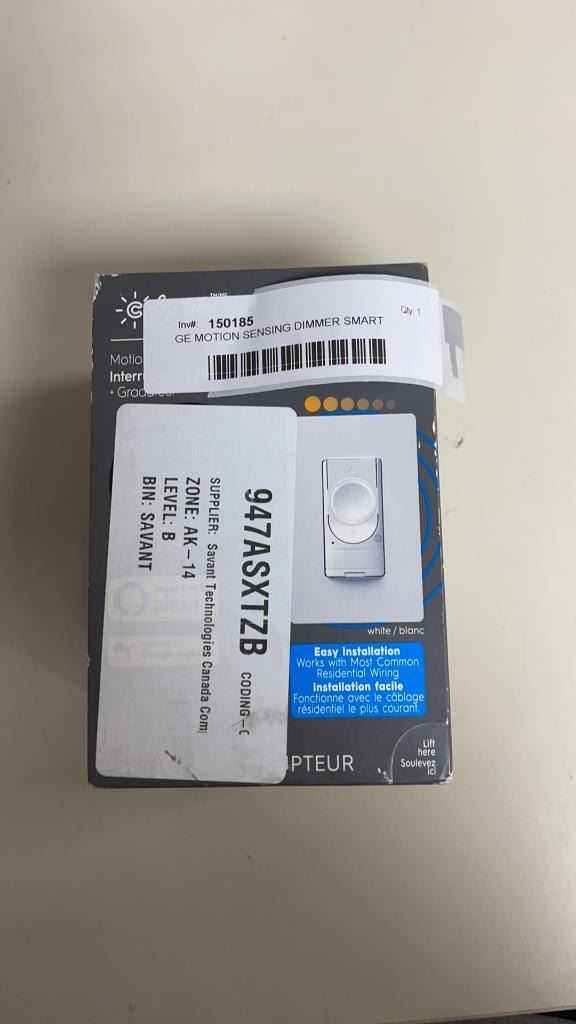 Inv#: 150185
Qty: 1
GE MOTION SENSING DIMMER SMART
Motio
Interr
+ Gradateur
947ASXTZB CODING-C
SUPPLIER: Savant Technologies Canada Com
ZONE: AK-14
LEVEL: B
BIN: SAVANT
alexa
white / blanc
Easy Installation
Works with Most Common
Residential Wiring
Installation facile
Fonctionne avec le câblage
résidentiel le plus courant.
PTEUR
Lift
here
Soulevez
ici